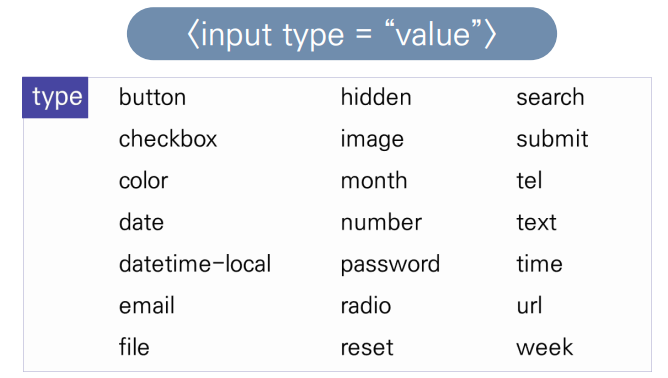 〈input type = “value”〉
type button hidden search
checkbox image submit
color month tel
date number text
datetime-local password time
email radio url
file reset week